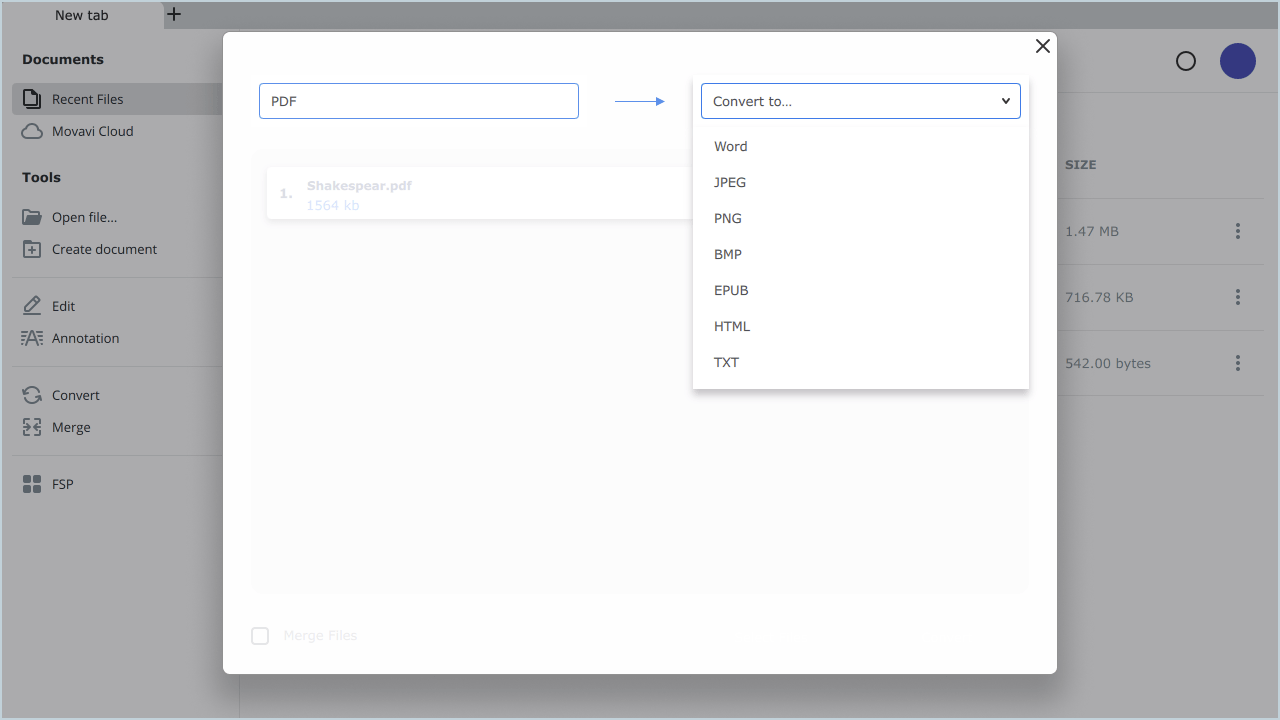 New tab
Documents
Recent Files
Movavi Cloud
Tools
Open file...
Create document
Edit
Annotation
Convert
Merge
FSP
PDF
Convert to...
Word
JPEG
PNG
BMP
EPUB
HTML
TXT
1. Shakespear.pdf
1564 kb
Merge Files
SIZE
1.47 MB
716.78 KB
542.00 bytes